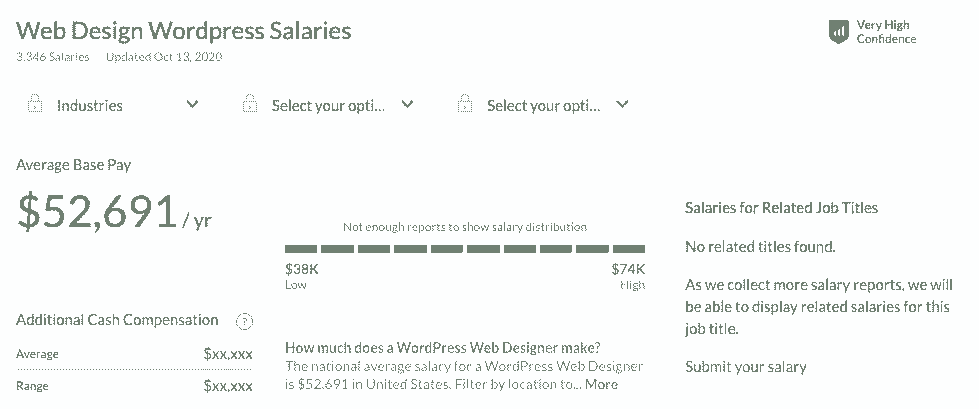 Web Design Wordpress Salaries
3,346 Salaries Updated Oct 13, 2020
Very High
Confidence
Industries
Select your opti...
Select your opti...
Average Base Pay
$52,691 / yr
Not enough reports to show salary distribution
$38K
Low
$74K
High
Additional Cash Compensation ?
Average $xx,xxx
Range $xx,xxx
How much does a WordPress Web Designer make?
The national average salary for a WordPress Web Designer
is $52,691 in United States. Filter by location to... More
Salaries for Related Job Titles
No related titles found.
As we collect more salary reports, we will
be able to display related salaries for this
job title.
Submit your salary